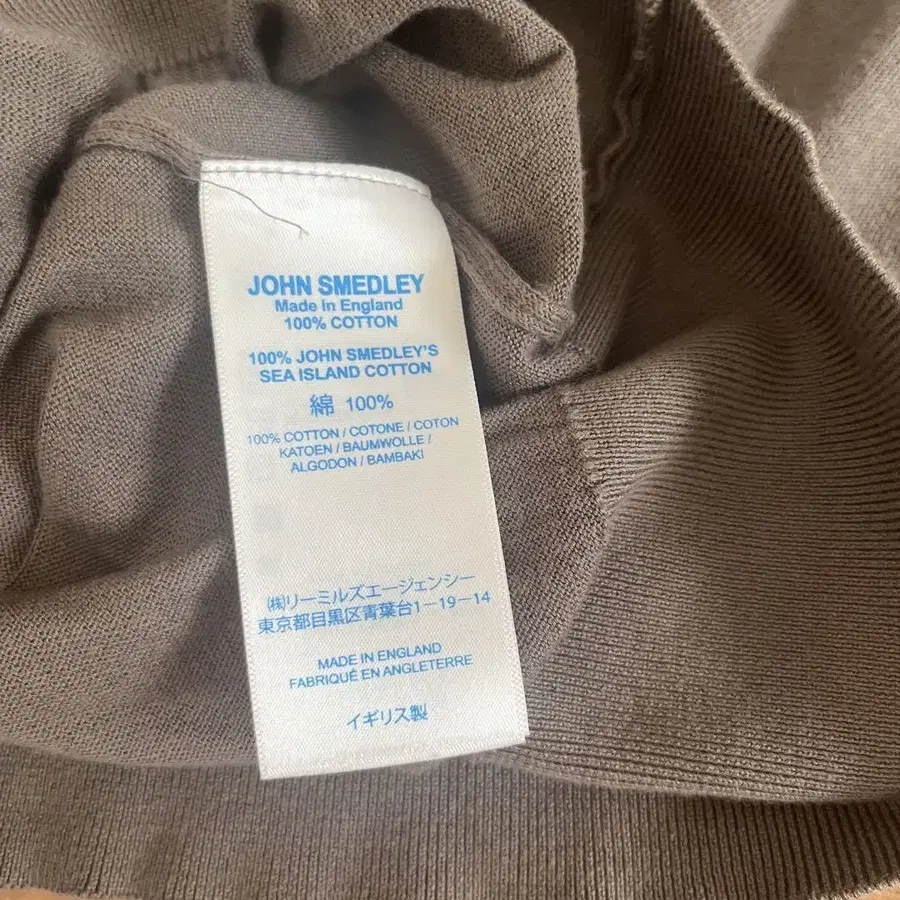 JOHN SMEDLEY
Made In England
100% COTTON
100% JOHN SMEDLEY'S
SEA ISLAND COTTON
綿 100%
100% COTTON / COTONE / COTON
KATOEN / BAUMWOLLE /
ALGODON / BAMBAKI
㈱リーミルズエージェンシー
東京都目黒区青葉台1-19-14
MADE IN ENGLAND
FABRIQUÉ EN ANGLETERRE
イギリス製